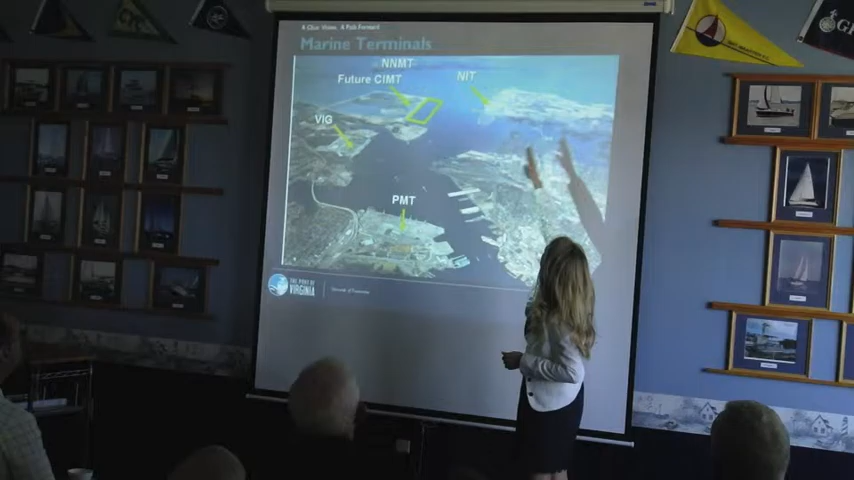 A Clear Vision. A Path Forward
Marine Terminals
NNMT
Future CIMT
NIT
VIG
PMT
THE PORT OF
VIRGINIA